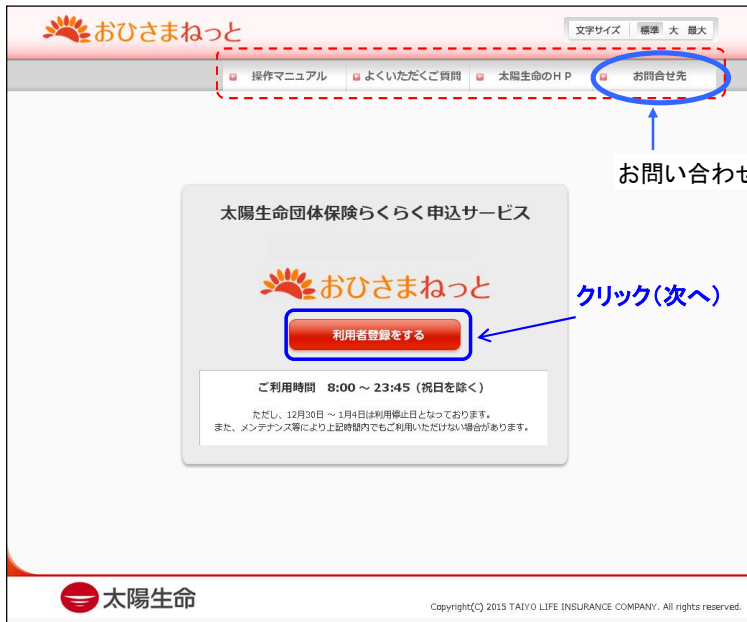 おひさまねっと
文字サイズ 標準 大 最大
操作マニュアル よくいただくご質問 太陽生命のＨＰ お問合せ先
お問い合わせ
太陽生命団体保険らくらく申込サービス
おひさまねっと
クリック（次へ）
利用者登録をする
ご利用時間 8:00 ～ 23:45 (祝日を除く)
ただし、12月30日 ～ 1月4日は利用停止日となっております。
また、メンテナンス等により上記時間内でもご利用いただけない場合があります。
太陽生命
Copyright(C) 2015 TAIYO LIFE INSURANCE COMPANY. All rights reserved.